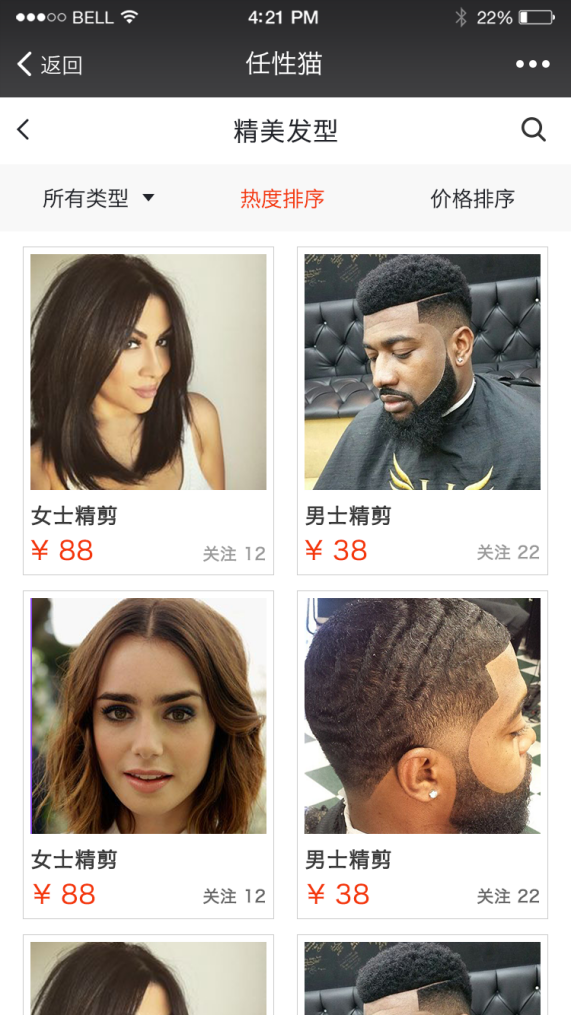 BELL 4:21 PM 22%
返回 任性猫
精美发型
所有类型 热度排序 价格排序
女士精剪 男士精剪
¥ 88 关注 12 ¥ 38 关注 22
女士精剪 男士精剪
¥ 88 关注 12 ¥ 38 关注 22